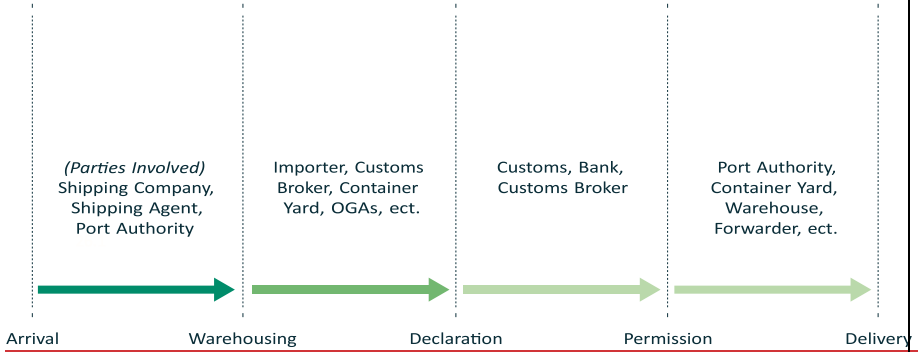 (Parties Involved)
Shipping Company,
Shipping Agent,
Port Authority
Importer, Customs
Broker, Container
Yard, OGAs, ect.
Customs, Bank,
Customs Broker
Port Authority,
Container Yard,
Warehouse,
Forwarder, ect.
Arrival
Warehousing
Declaration
Permission
Delivery